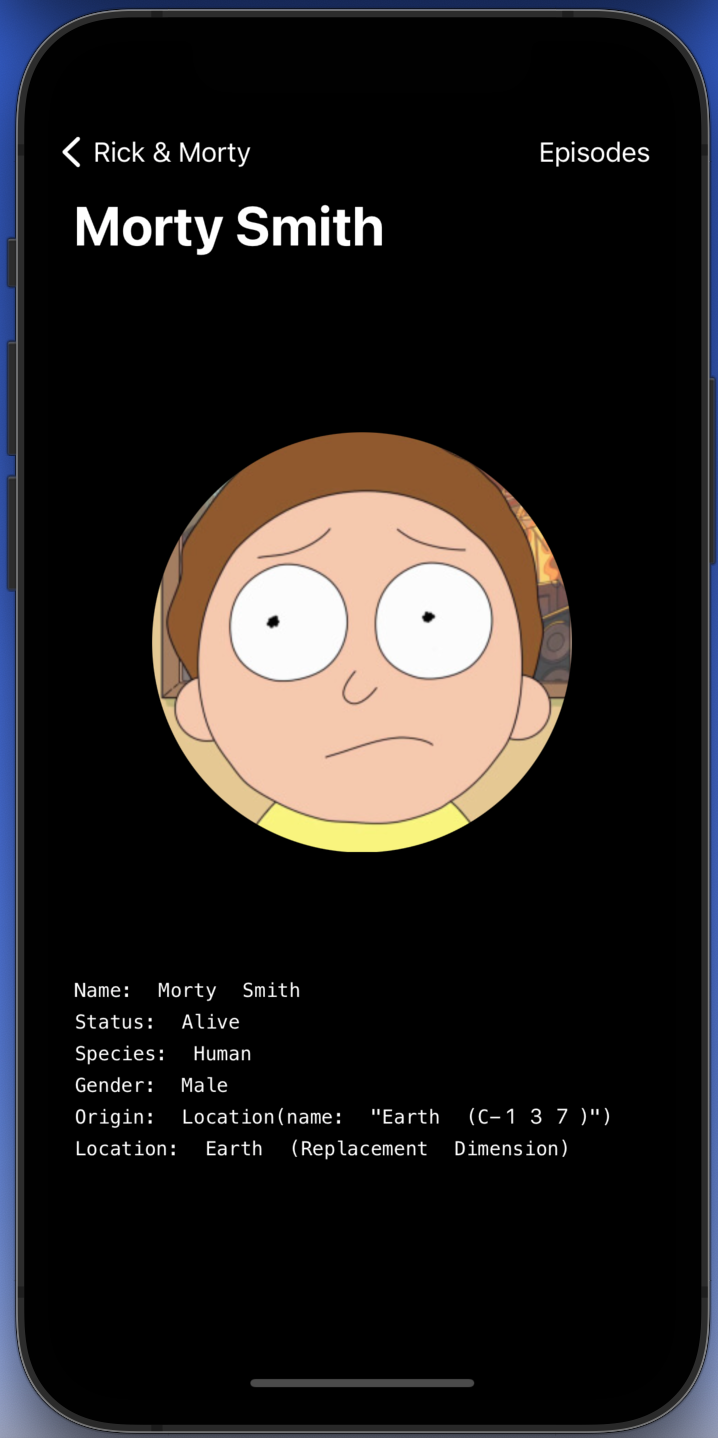 Rick & Morty
Episodes
Morty Smith
Name: Morty Smith
Status: Alive
Species: Human
Gender: Male
Origin: Location(name: "Earth (C-137)")
Location: Earth (Replacement Dimension)